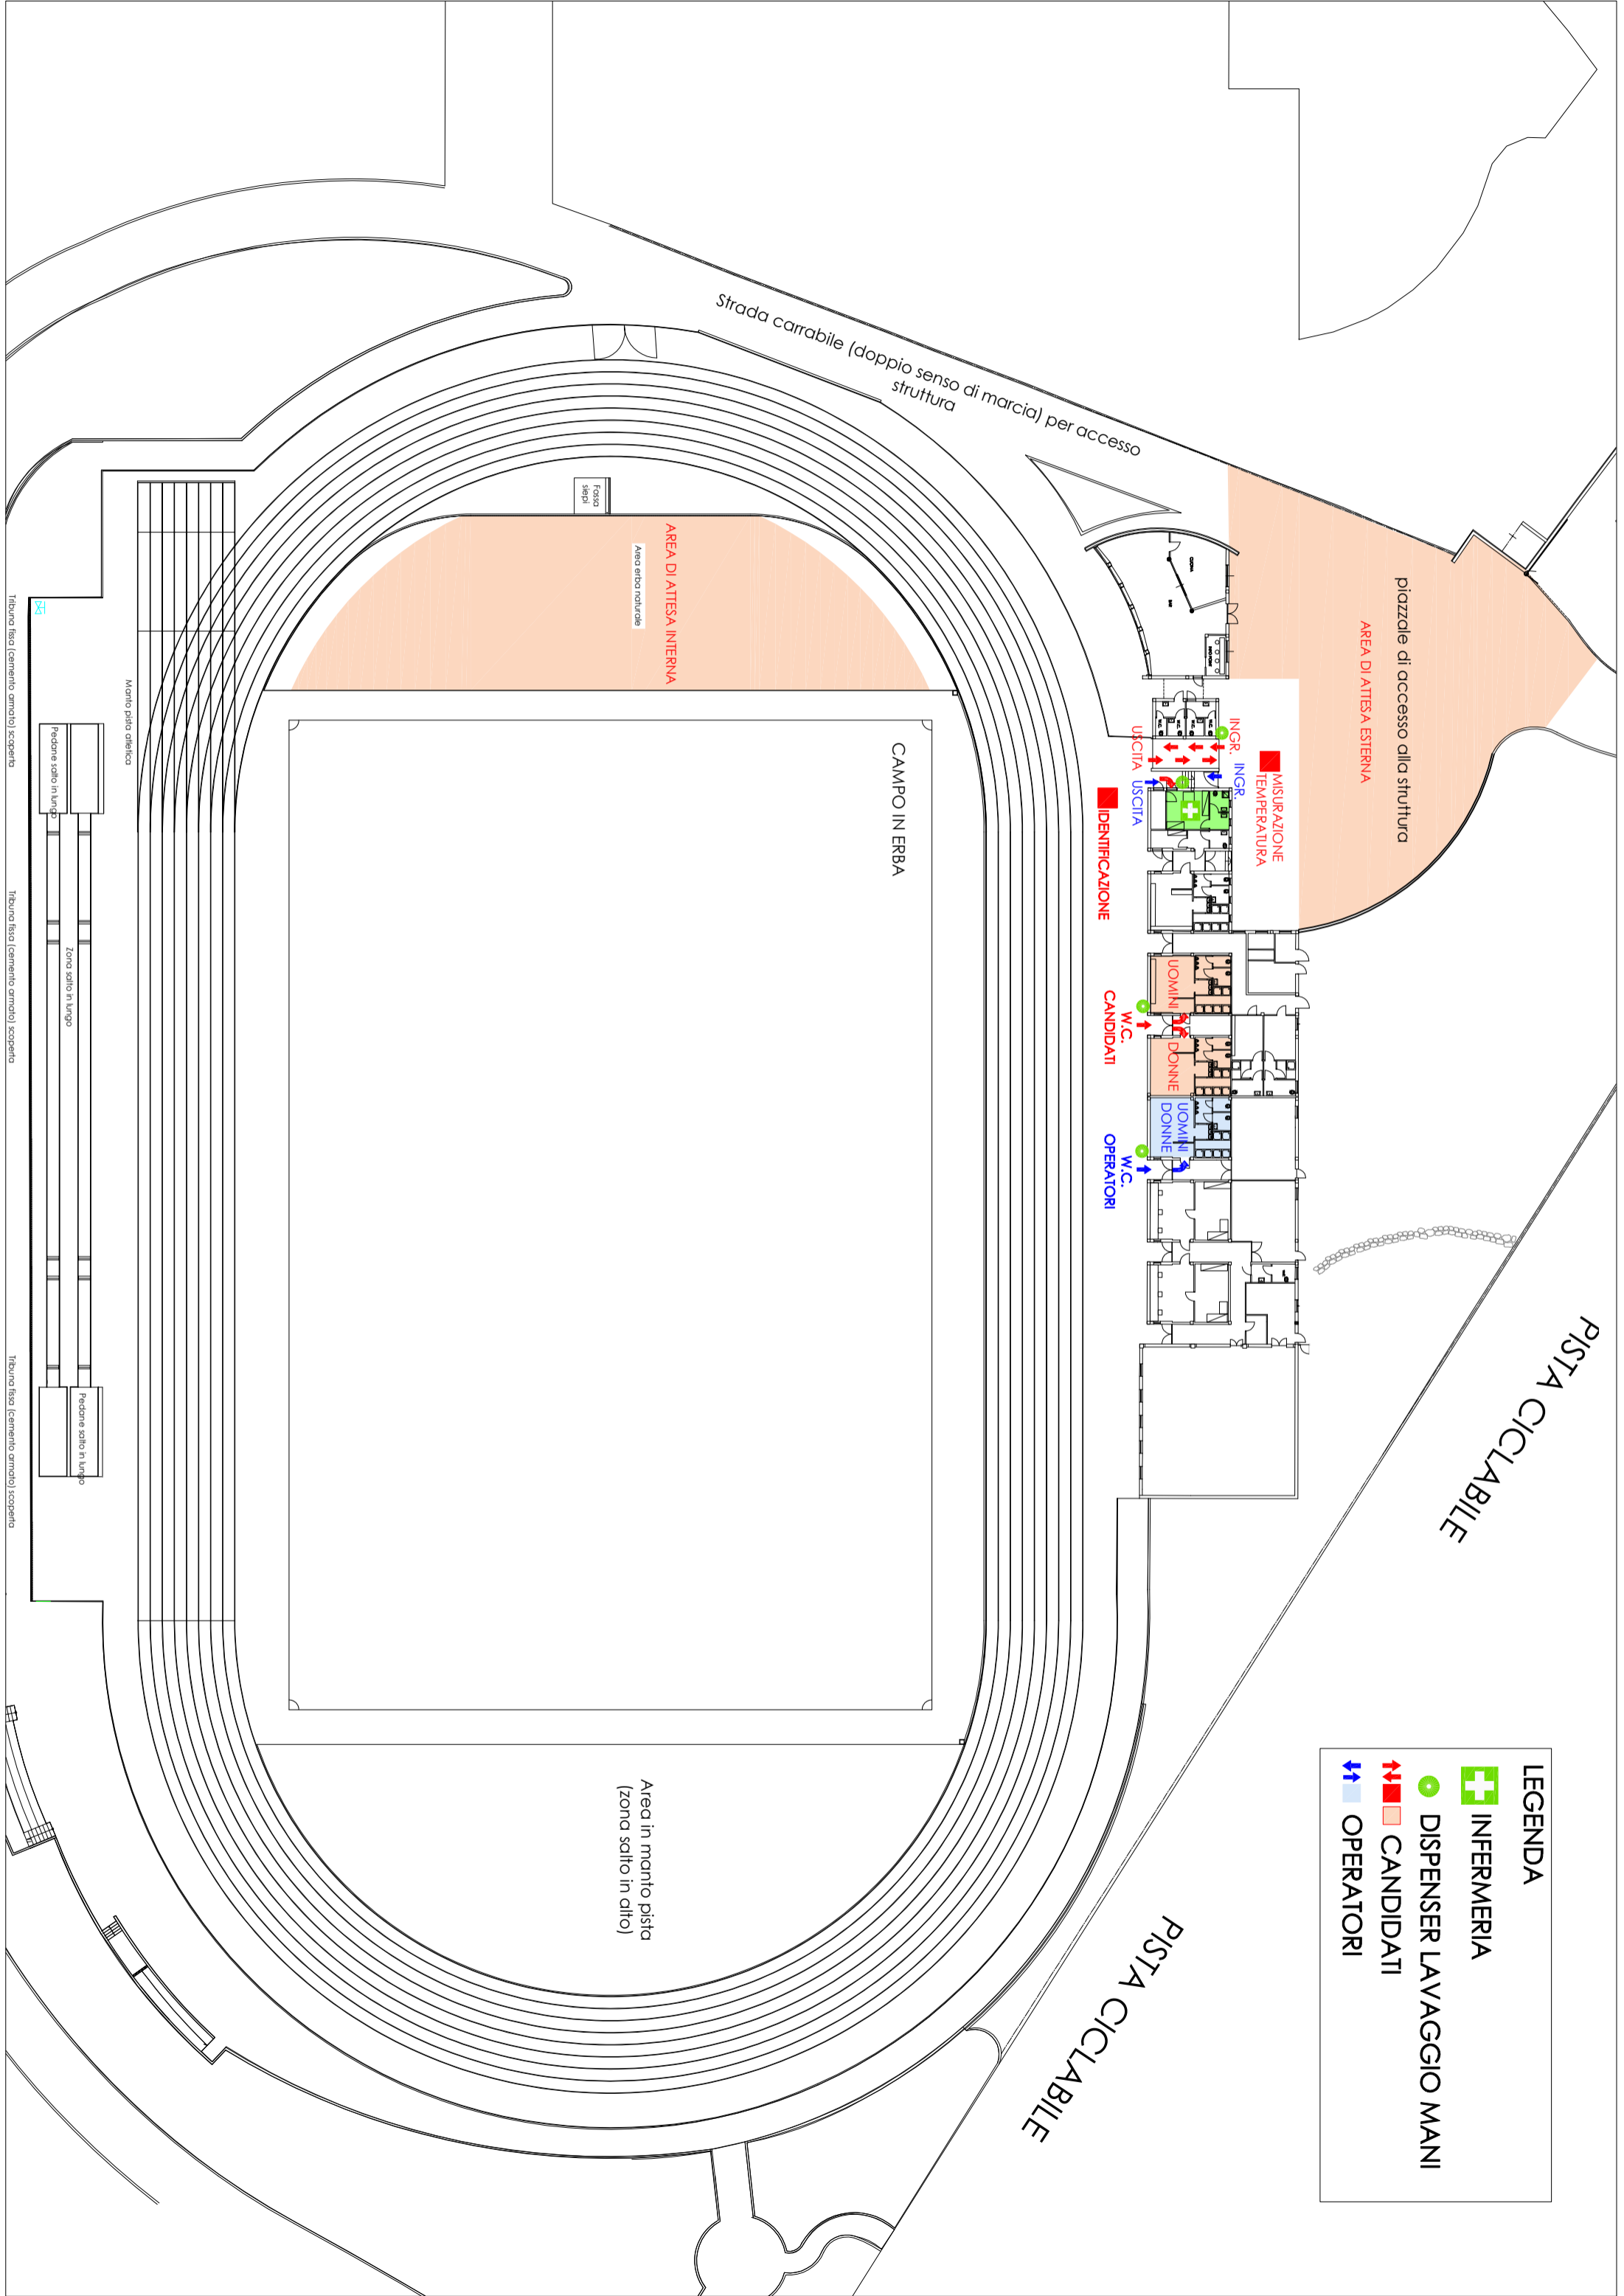 LEGENDA
INFERMERIA
DISPENSER LAVAGGIO MANI
CANDIDATI
OPERATORI
PISTA CICLABILE
PISTA CICLABILE
piazzale di accesso alla struttura
AREA DI ATTESA ESTERNA
Strada carrabile (doppio senso di marcia) per accesso
struttura
MISURAZIONE
TEMPERATURA
INGR.
INGR.
USCITA
USCITA
IDENTIFICAZIONE
UOMINI
DONNE
W.C.
CANDIDATI
UOMINI
DONNE
W.C.
OPERATORI
CAMPO IN ERBA
AREA DI ATTESA INTERNA
Area erba naturale
Fossa
siepi
Area in manto pista
(zona salto in alto)
Manto pista atletica
Pedane salto in lungo
Zona salto in lungo
Pedane salto in lungo
Tribuna fissa (cemento armato) scoperta
Tribuna fissa (cemento armato) scoperta
Tribuna fissa (cemento armato) scoperta